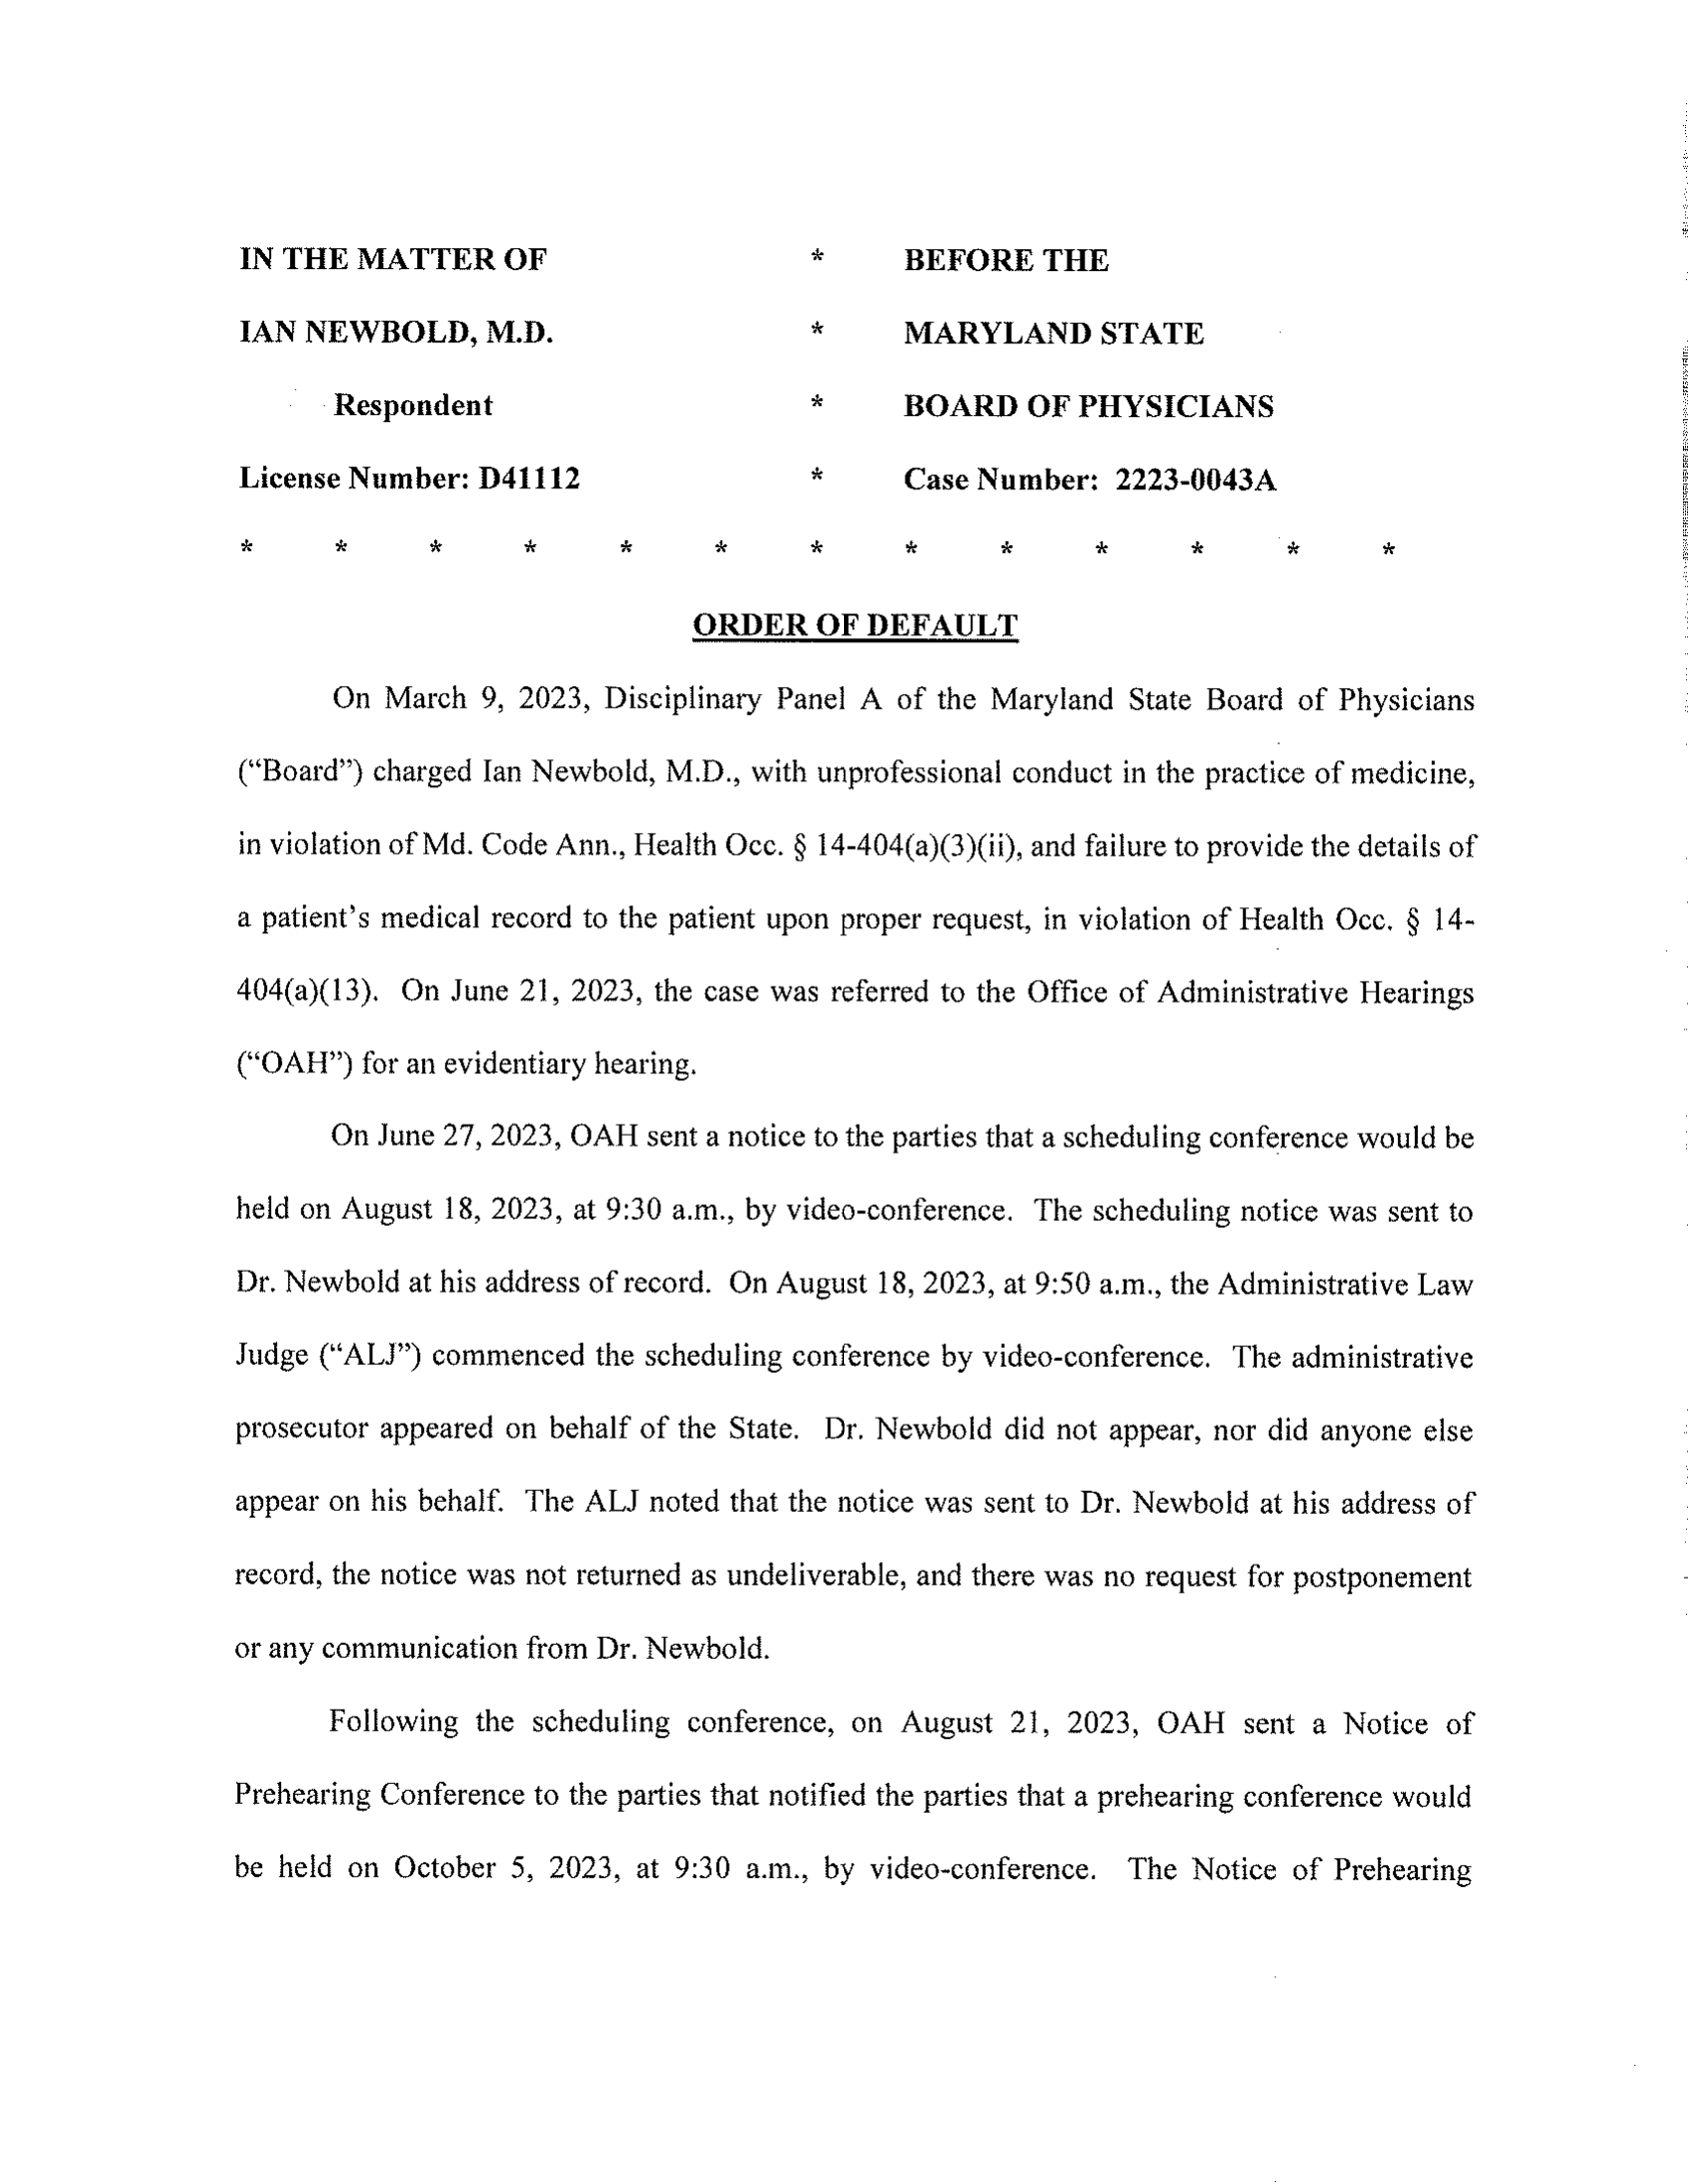 IN THE MATTER OF * BEFORE THE
IAN NEWBOLD, M.D. * MARYLAND STATE
Respondent * BOARD OF PHYSICIANS
License Number: D41112 * Case Number: 2223-0043A
* * * * * * * * * * * * *
ORDER OF DEFAULT
On March 9, 2023, Disciplinary Panel A of the Maryland State Board of Physicians
(“Board”) charged Ian Newbold, M.D., with unprofessional conduct in the practice of medicine,
in violation of Md. Code Ann., Health Occ. § 14-404(a)(3)(ii), and failure to provide the details of
a patient’s medical record to the patient upon proper request, in violation of Health Occ. § 14-
404(a)(13). On June 21, 2023, the case was referred to the Office of Administrative Hearings
(“OAH”) for an evidentiary hearing.
On June 27, 2023, OAH sent a notice to the parties that a scheduling conference would be
held on August 18, 2023, at 9:30 a.m., by video-conference. The scheduling notice was sent to
Dr. Newbold at his address of record. On August 18, 2023, at 9:50 a.m., the Administrative Law
Judge (“ALJ”) commenced the scheduling conference by video-conference. The administrative
prosecutor appeared on behalf of the State. Dr. Newbold did not appear, nor did anyone else
appear on his behalf. The ALJ noted that the notice was sent to Dr. Newbold at his address of
record, the notice was not returned as undeliverable, and there was no request for postponement
or any communication from Dr. Newbold.
Following the scheduling conference, on August 21, 2023, OAH sent a Notice of
Prehearing Conference to the parties that notified the parties that a prehearing conference would
be held on October 5, 2023, at 9:30 a.m., by video-conference. The Notice of Prehearing